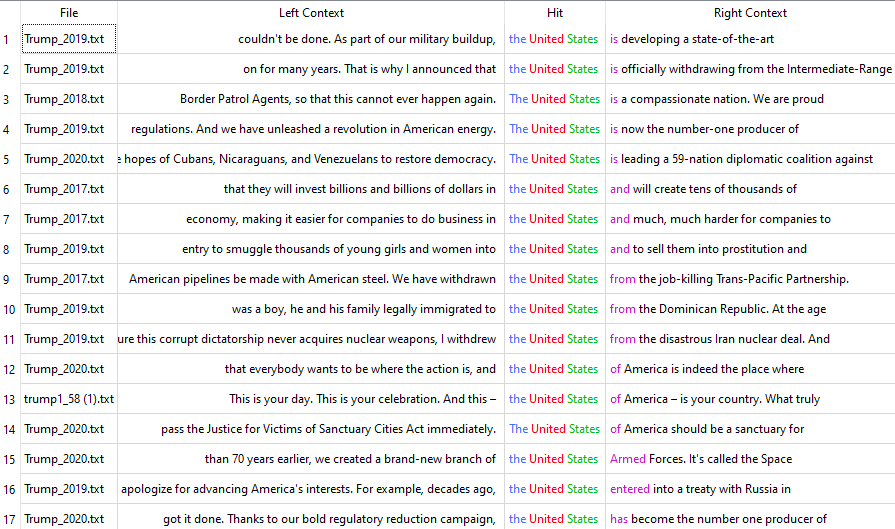 File Left Context Hit Right Context
1 Trump_2019.txt couldn't be done. As part of our military buildup, the United States is developing a state-of-the-art
2 Trump_2019.txt on for many years. That is why I announced that the United States is officially withdrawing from the Intermediate-Range
3 Trump_2018.txt Border Patrol Agents, so that this cannot ever happen again. The United States is a compassionate nation. We are proud
4 Trump_2019.txt regulations. And we have unleashed a revolution in American energy. The United States is now the number-one producer of
5 Trump_2020.txt e hopes of Cubans, Nicaraguans, and Venezuelans to restore democracy. The United States is leading a 59-nation diplomatic coalition against
6 Trump_2017.txt that they will invest billions and billions of dollars in the United States and will create tens of thousands of
7 Trump_2017.txt economy, making it easier for companies to do business in the United States and much, much harder for companies to
8 Trump_2019.txt entry to smuggle thousands of young girls and women into the United States and to sell them into prostitution and
9 Trump_2017.txt American pipelines be made with American steel. We have withdrawn the United States from the job-killing Trans-Pacific Partnership.
10 Trump_2019.txt was a boy, he and his family legally immigrated to the United States from the Dominican Republic. At the age
11 Trump_2019.txt ure this corrupt dictatorship never acquires nuclear weapons, I withdrew the United States from the disastrous Iran nuclear deal. And
12 Trump_2020.txt that everybody wants to be where the action is, and the United States of America is indeed the place where
13 trump1_58 (1).txt This is your day. This is your celebration. And this – the United States of America – is your country. What truly
14 Trump_2020.txt pass the Justice for Victims of Sanctuary Cities Act immediately. The United States of America should be a sanctuary for
15 Trump_2020.txt than 70 years earlier, we created a brand-new branch of the United States Armed Forces. It's called the Space
16 Trump_2019.txt apologize for advancing America's interests. For example, decades ago, the United States entered into a treaty with Russia in
17 Trump_2020.txt got it done. Thanks to our bold regulatory reduction campaign, the United States has become the number one producer of